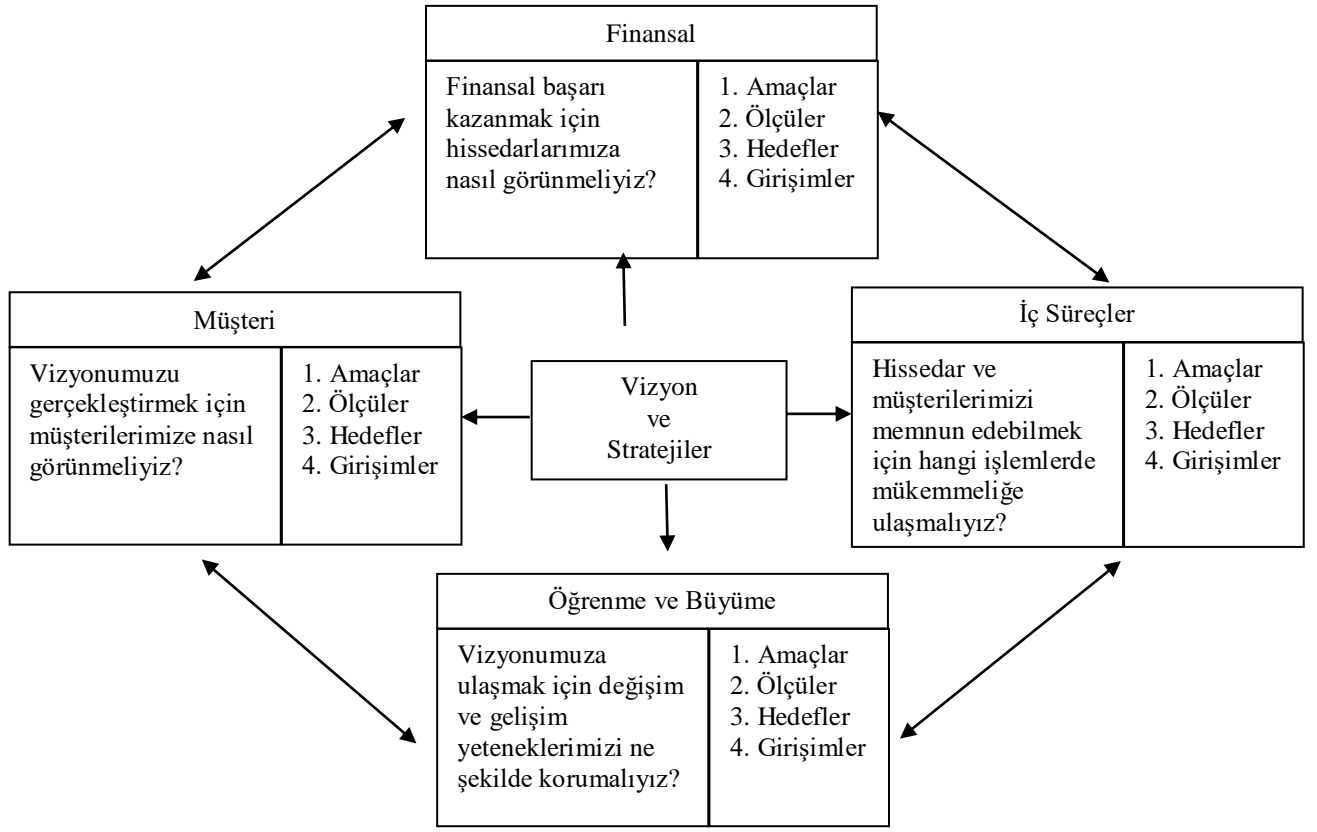 Finansal
Finansal başarı
kazanmak için
hissedarlarımıza
nasıl görünmeliyiz?
1. Amaçlar
2. Ölçüler
3. Hedefler
4. Girişimler
Müşteri
Vizyonumuzu
gerçekleştirmek için
müşterilerimize nasıl
görünmeliyiz?
1. Amaçlar
2. Ölçüler
3. Hedefler
4. Girişimler
Vizyon
ve
Stratejiler
İç Süreçler
Hissedar ve
müşterilerimizi
memnun edebilmek
için hangi işlemlerde
mükemmeliğe
ulaşmalıyız?
1. Amaçlar
2. Ölçüler
3. Hedefler
4. Girişimler
Öğrenme ve Büyüme
Vizyonumuza
ulaşmak için değişim
ve gelişim
yeteneklerimizi ne
şekilde korumalıyız?
1. Amaçlar
2. Ölçüler
3. Hedefler
4. Girişimler